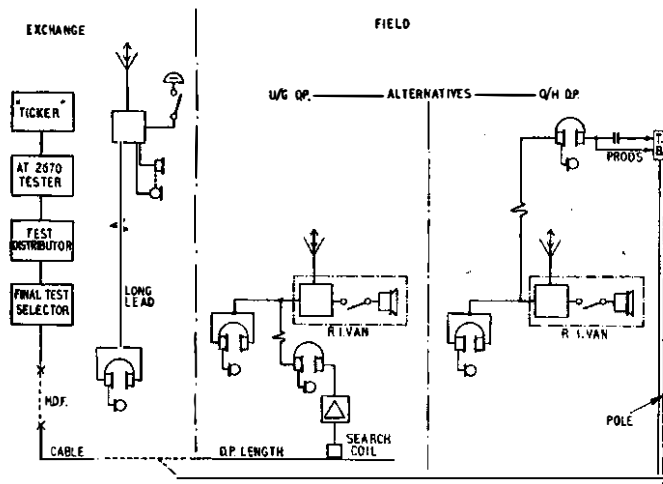 EXCHANGE
FIELD
U/G D.P. ALTERNATIVES O/H D.P.
"TICKER"
AT 2670
TESTER
TEST
DISTRIBUTOR
FINAL TEST
SELECTOR
LONG
LEAD
M.D.F.
CABLE
D.P. LENGTH
R.I. VAN
SEARCH
COIL
PRODS
T.
B.
R.I. VAN
POLE